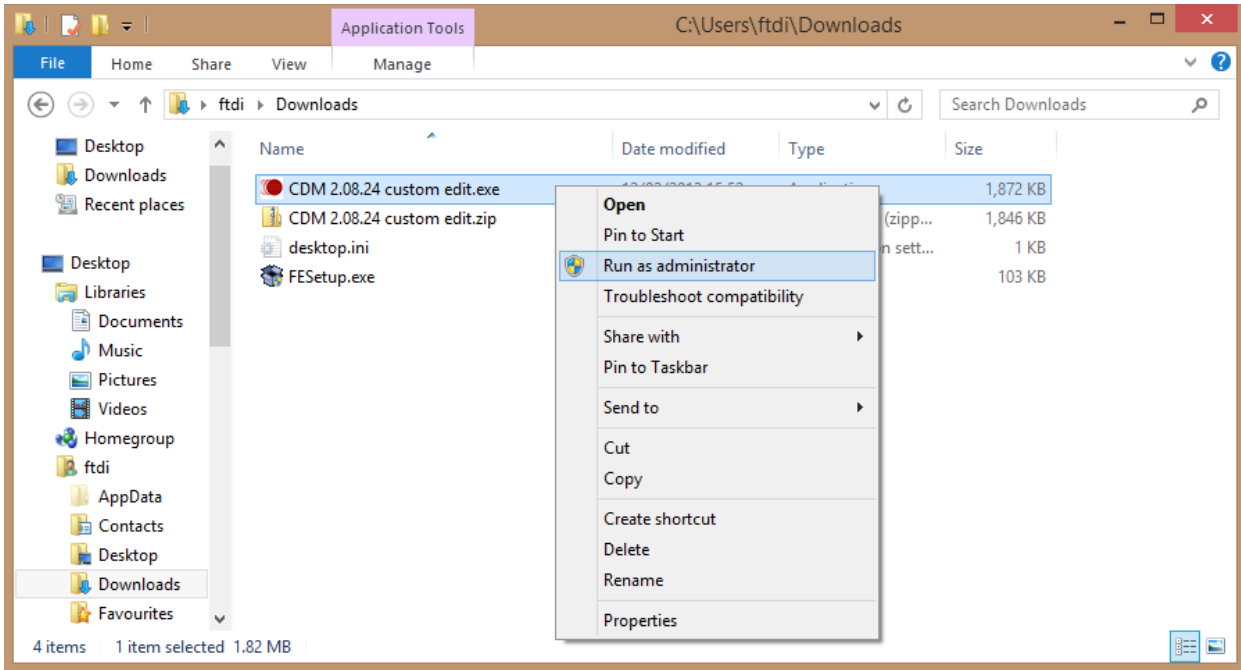 Application Tools
C:\Users\ftdi\Downloads
File Home Share View Manage
ftdi Downloads
Search Downloads
Desktop
Downloads
Recent places
Desktop
Libraries
Documents
Music
Pictures
Videos
Homegroup
ftdi
AppData
Contacts
Desktop
Downloads
Favourites
Name Date modified Type Size
CDM 2.08.24 custom edit.exe 1,872 KB
CDM 2.08.24 custom edit.zip (zipp... 1,846 KB
desktop.ini n sett... 1 KB
FESetup.exe 103 KB
Open
Pin to Start
Run as administrator
Troubleshoot compatibility
Share with
Pin to Taskbar
Send to
Cut
Copy
Create shortcut
Delete
Rename
Properties
4 items 1 item selected 1.82 MB